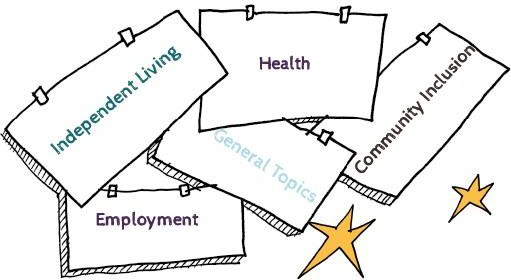 Independent Living
Health
Community Inclusion
General Topics
Employment